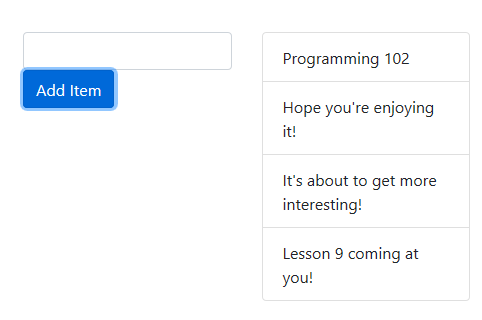 Add Item
Programming 102
Hope you're enjoying
it!
It's about to get more
interesting!
Lesson 9 coming at
you!